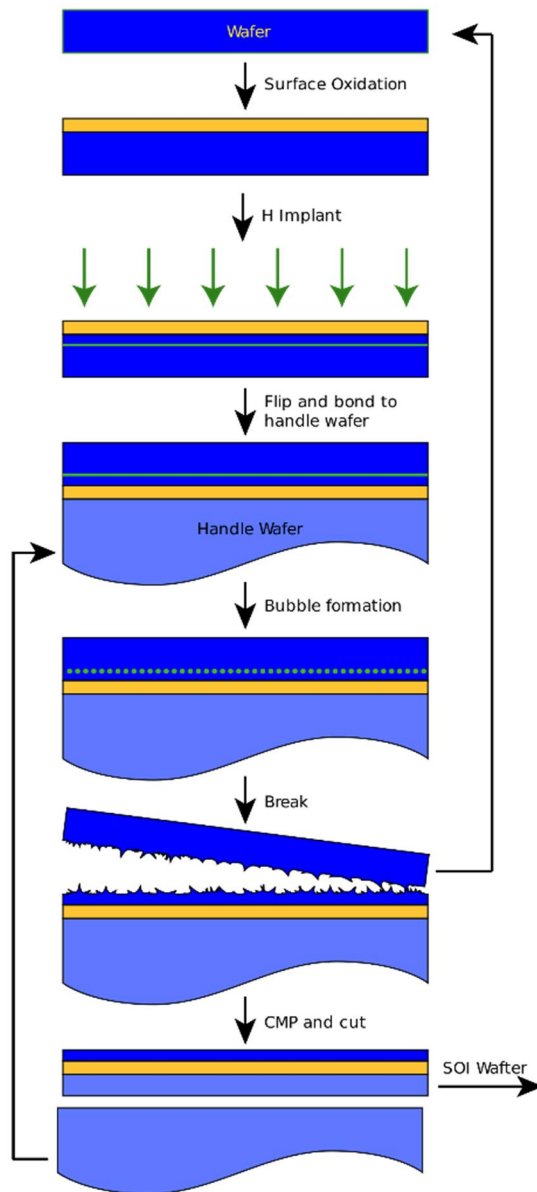 Wafer
Surface Oxidation
H Implant
Flip and bond to
handle wafer
Handle Wafer
Bubble formation
Break
CMP and cut
SOI Wafter